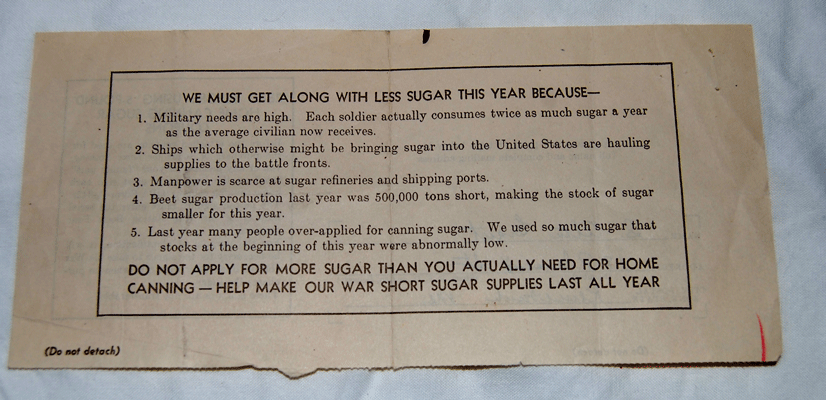 WE MUST GET ALONG WITH LESS SUGAR THIS YEAR BECAUSE—
1. Military needs are high. Each soldier actually consumes twice as much sugar a year
as the average civilian now receives.
2. Ships which otherwise might be bringing sugar into the United States are hauling
supplies to the battle fronts.
3. Manpower is scarce at sugar refineries and shipping ports.
4. Beet sugar production last year was 500,000 tons short, making the stock of sugar
smaller for this year.
5. Last year many people over-applied for canning sugar. We used so much sugar that
stocks at the beginning of this year were abnormally low.
DO NOT APPLY FOR MORE SUGAR THAN YOU ACTUALLY NEED FOR HOME
CANNING — HELP MAKE OUR WAR SHORT SUGAR SUPPLIES LAST ALL YEAR
(Do not detach)